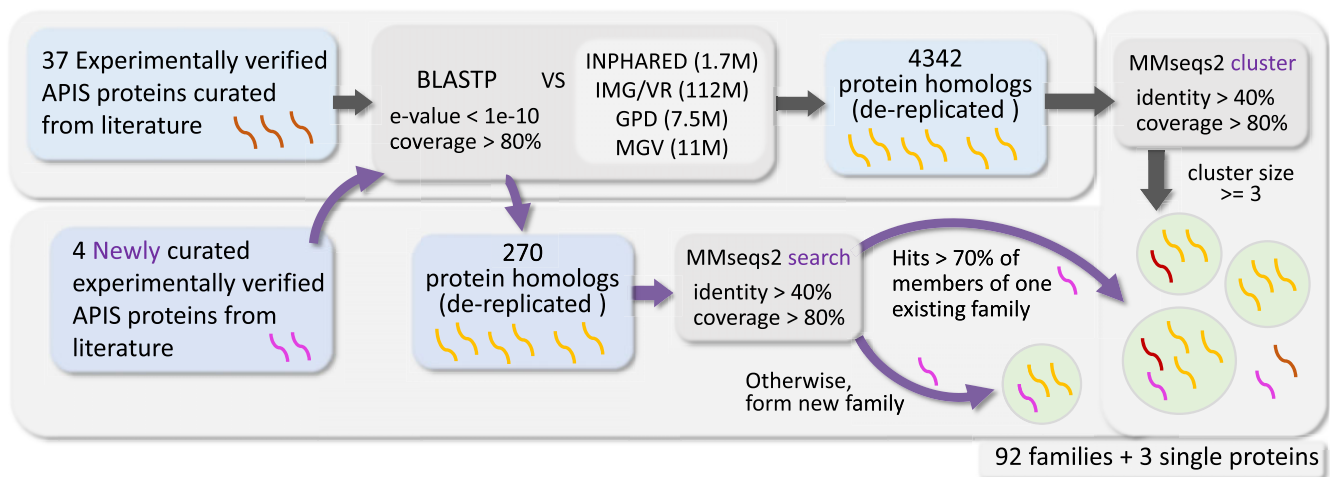 37 Experimentally verified
APIS proteins curated
from literature
BLASTP
e-value < 1e-10
coverage > 80%
VS
INPHARED (1.7M)
IMG/VR (112M)
GPD (7.5M)
MGV (11M)
4342
protein homologs
(de-replicated )
MMseqs2 cluster
identity > 40%
coverage > 80%
cluster size
>= 3
4 Newly curated
experimentally verified
APIS proteins from
literature
270
protein homologs
(de-replicated )
MMseqs2 search
identity > 40%
coverage > 80%
Hits > 70% of
members of one
existing family
Otherwise,
form new family
92 families + 3 single proteins